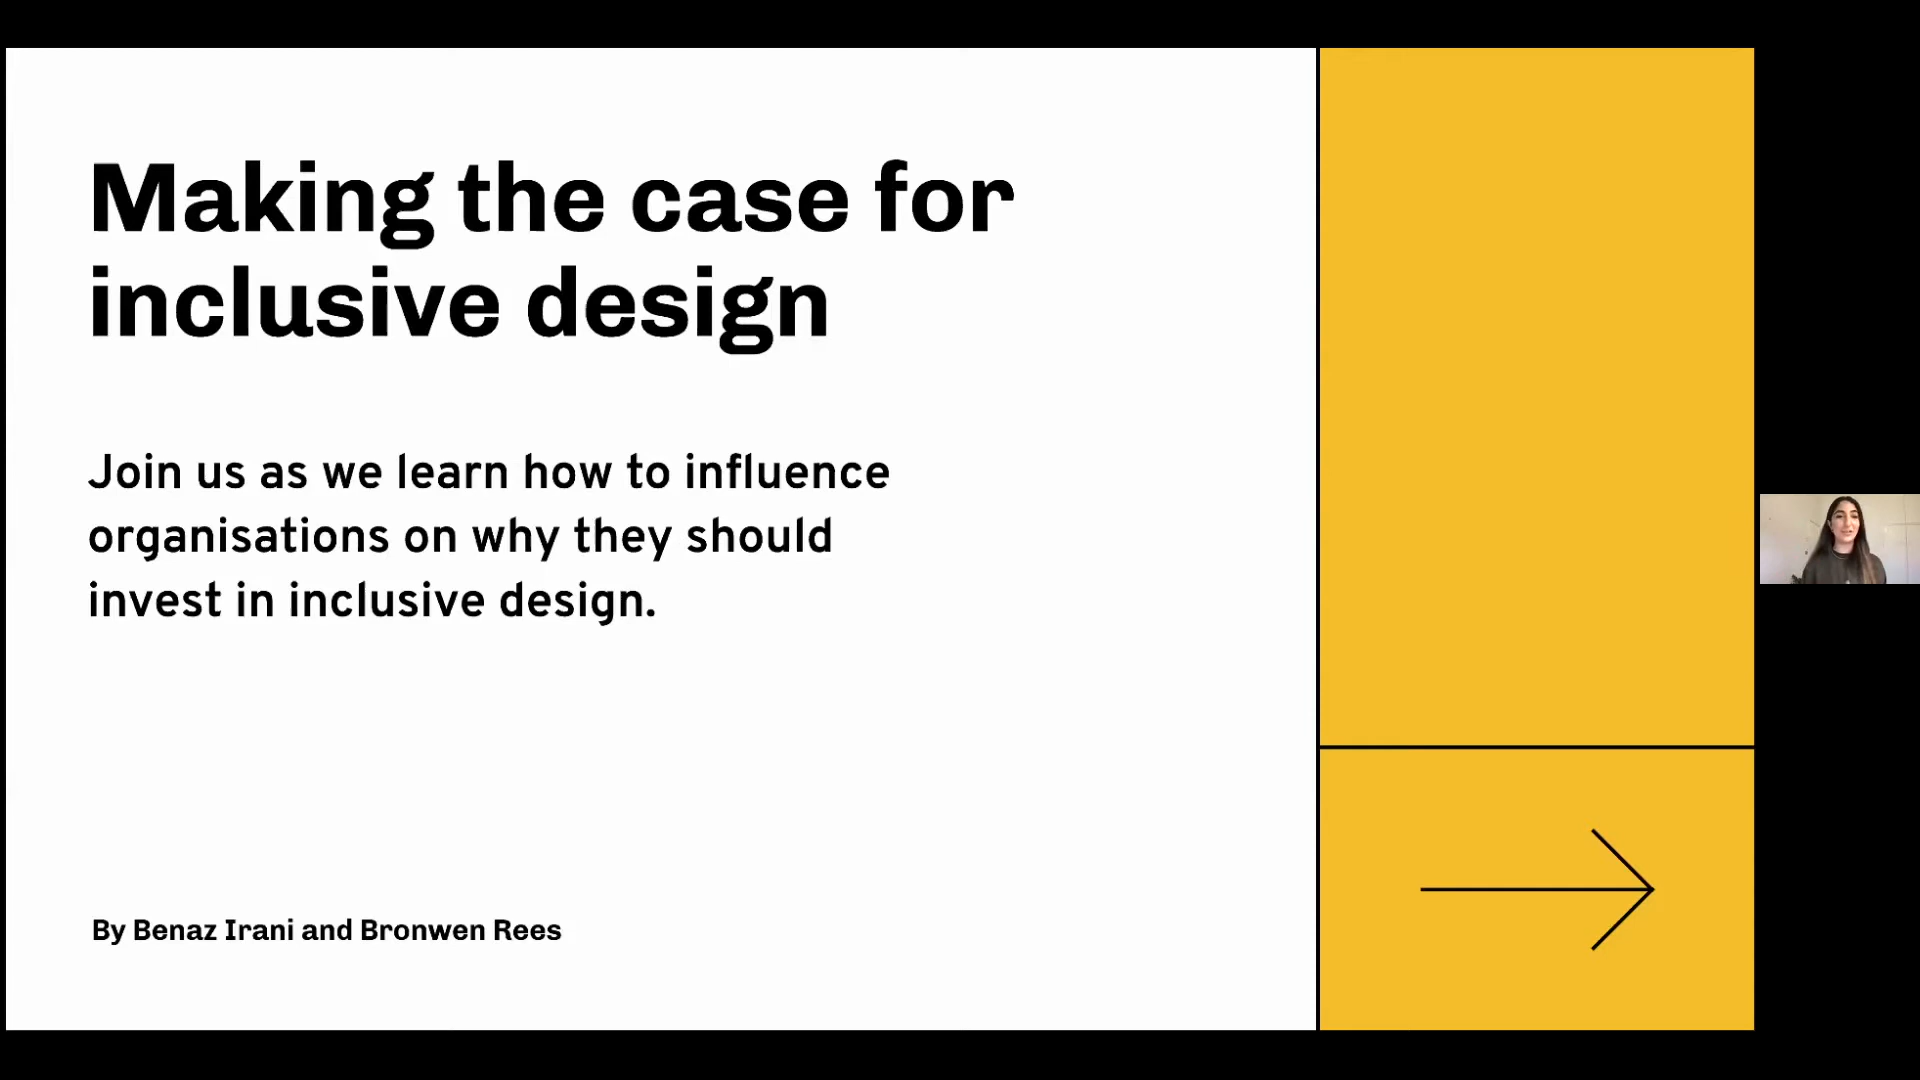 Making the case for
inclusive design
Join us as we learn how to influence
organisations on why they should
invest in inclusive design.
By Benaz Irani and Bronwen Rees